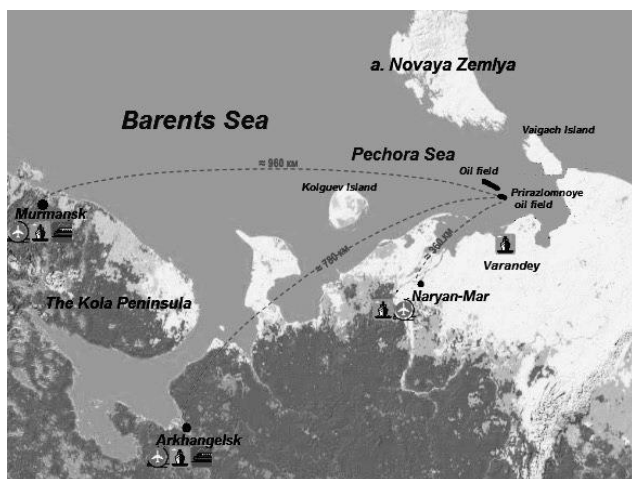 a. Novaya Zemlya
Barents Sea
Vaigach Island
Pechora Sea
≈ 960 км
Oil field
Kolguev Island
Prirazlomnoye
oil field
Murmansk
Varandey
Naryan-Mar
The Kola Peninsula
Arkhangelsk